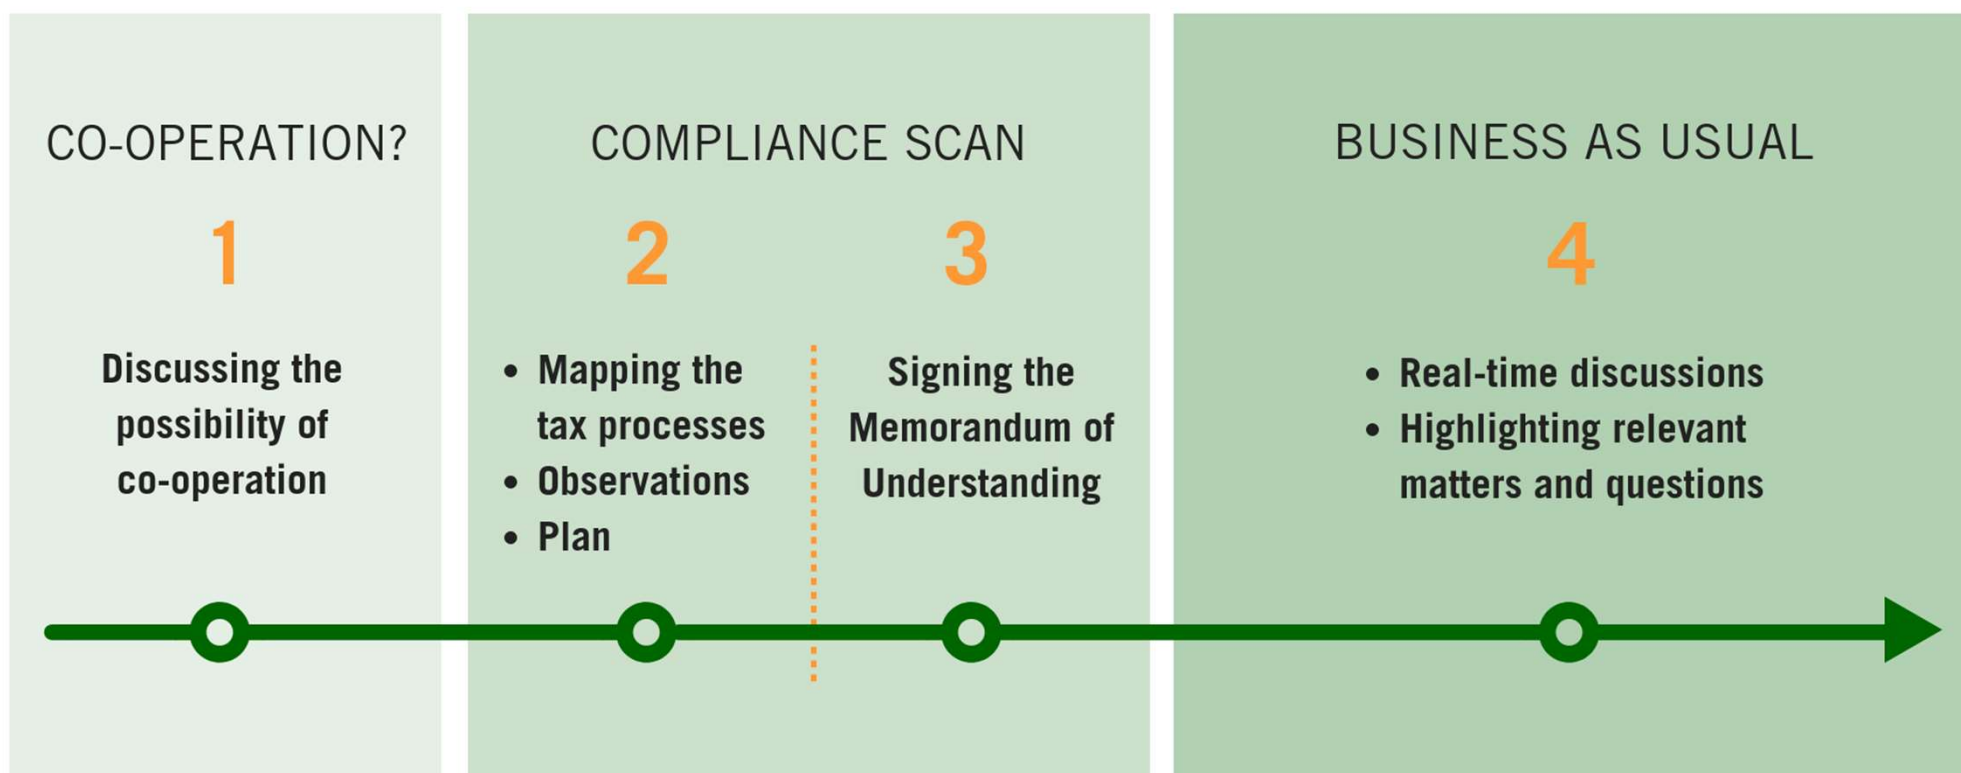 CO-OPERATION?
1
Discussing the
possibility of
co-operation
COMPLIANCE SCAN
2
• Mapping the
tax processes
• Observations
• Plan
3
Signing the
Memorandum of
Understanding
BUSINESS AS USUAL
4
• Real-time discussions
• Highlighting relevant
matters and questions